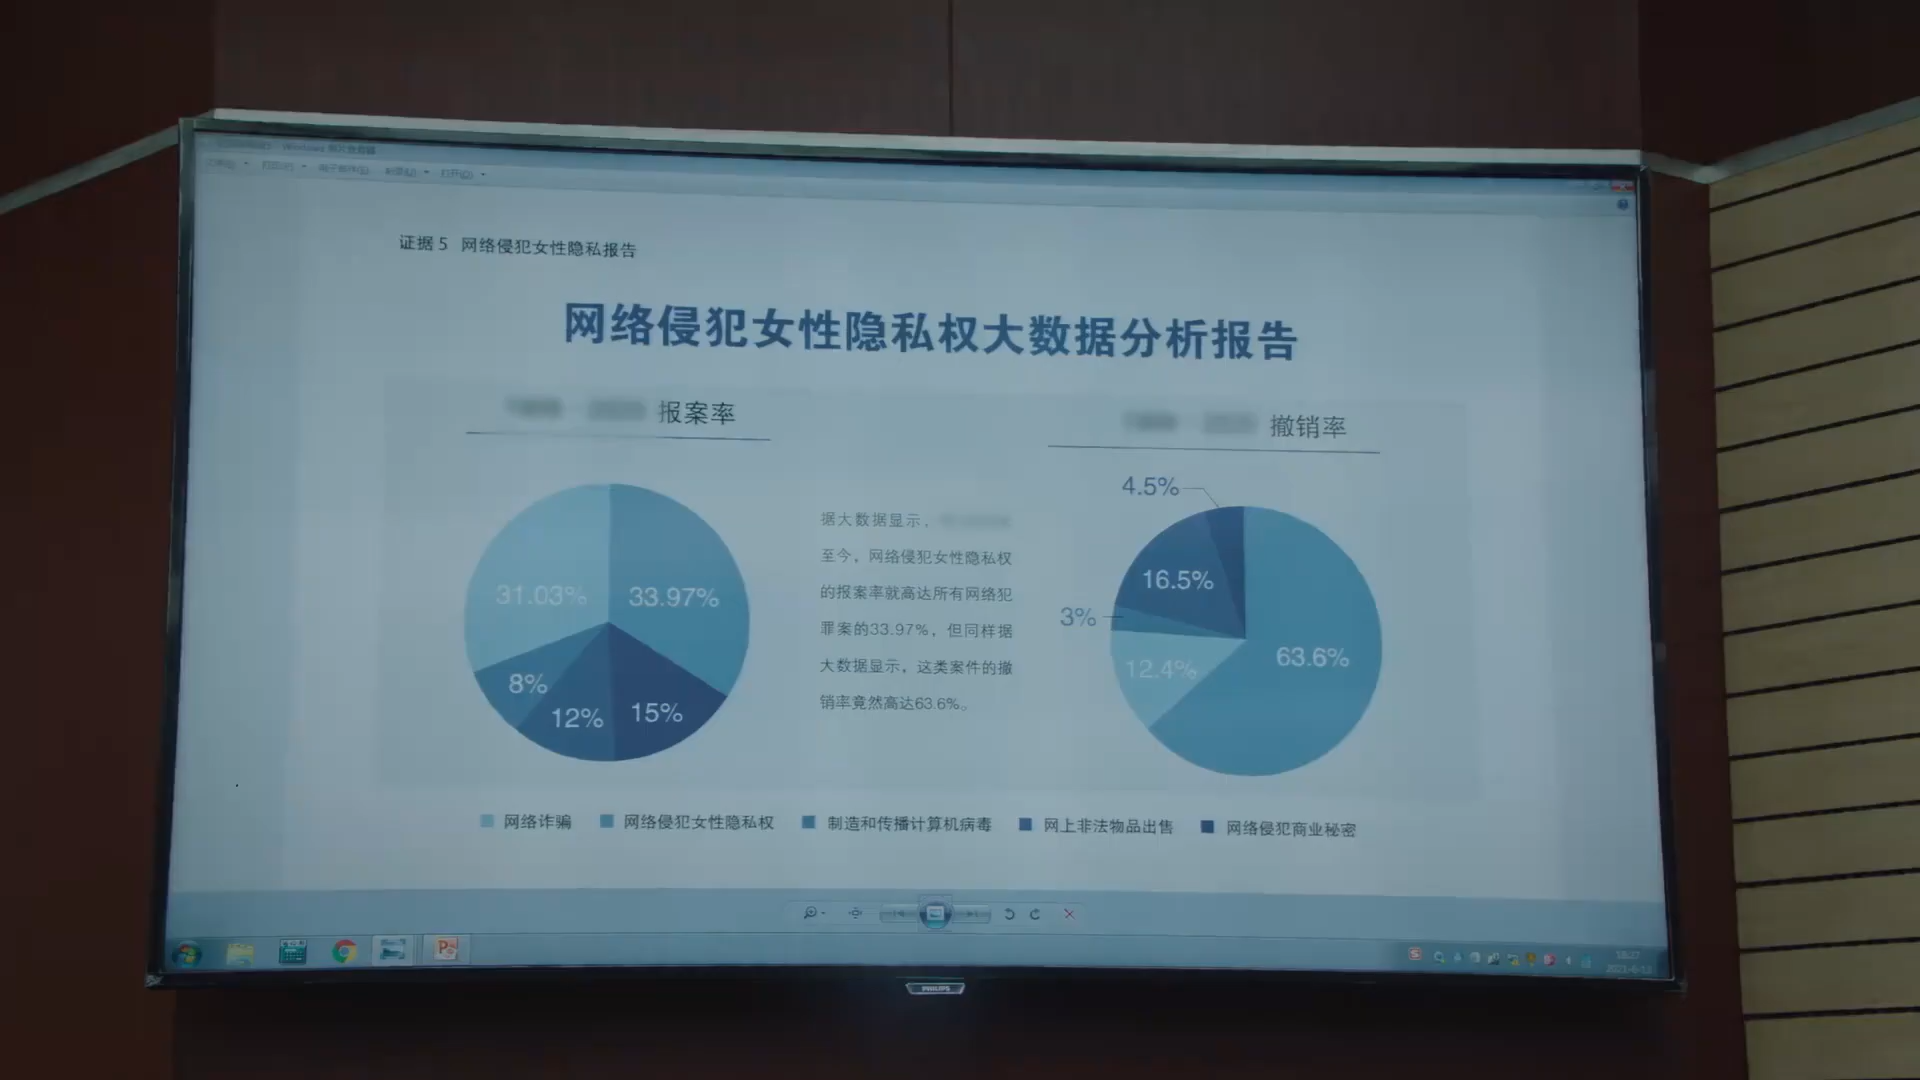 Windows 照片查看器
证据 5 网络侵犯女性隐私报告
网络侵犯女性隐私权大数据分析报告
报案率
撤销率
31.03%
33.97%
8%
12%
15%
据大数据显示，
至今，网络侵犯女性隐私权
的报案率就高达所有网络犯
罪案的33.97%，但同样据
大数据显示，这类案件的撤
销率竟然高达63.6%。
4.5%
16.5%
3%
12.4%
63.6%
网络诈骗 网络侵犯女性隐私权 制造和传播计算机病毒 网上非法物品出售 网络侵犯商业秘密
PHILIPS